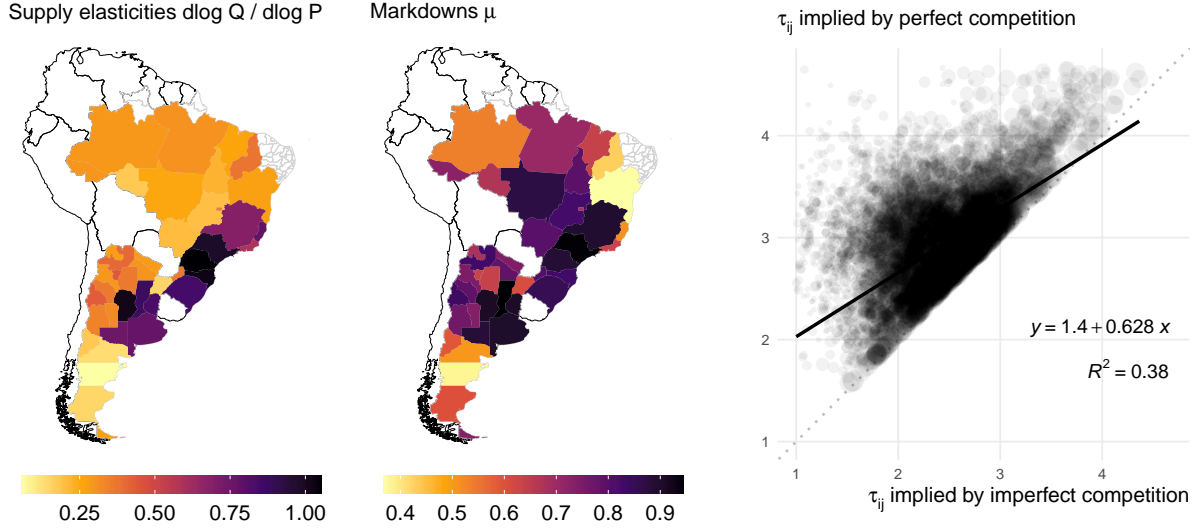 Supply elasticities dlog Q / dlog P
Markdowns μ
τij implied by perfect competition
4
3
2
1
y = 1.4 + 0.628 x
R² = 0.38
1 2 3 4
τij implied by imperfect competition
0.25 0.50 0.75 1.00
0.4 0.5 0.6 0.7 0.8 0.9